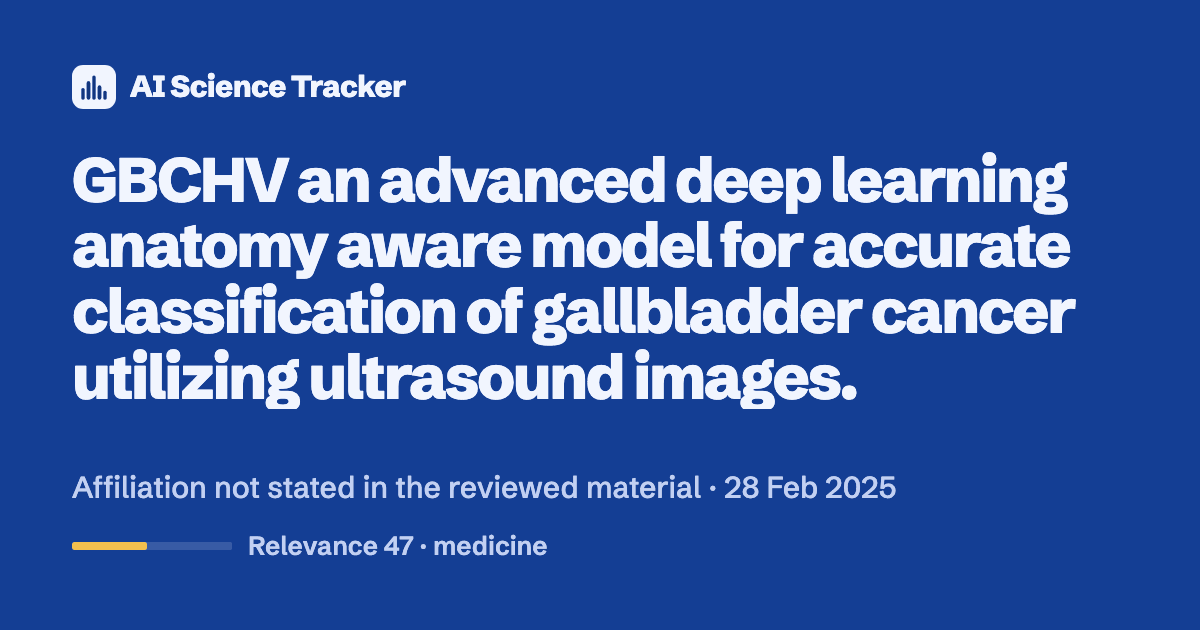 AI Science Tracker
GBCHV an advanced deep learning
anatomy aware model for accurate
classification of gallbladder cancer
utilizing ultrasound images.
Affiliation not stated in the reviewed material · 28 Feb 2025
Relevance 47 · medicine